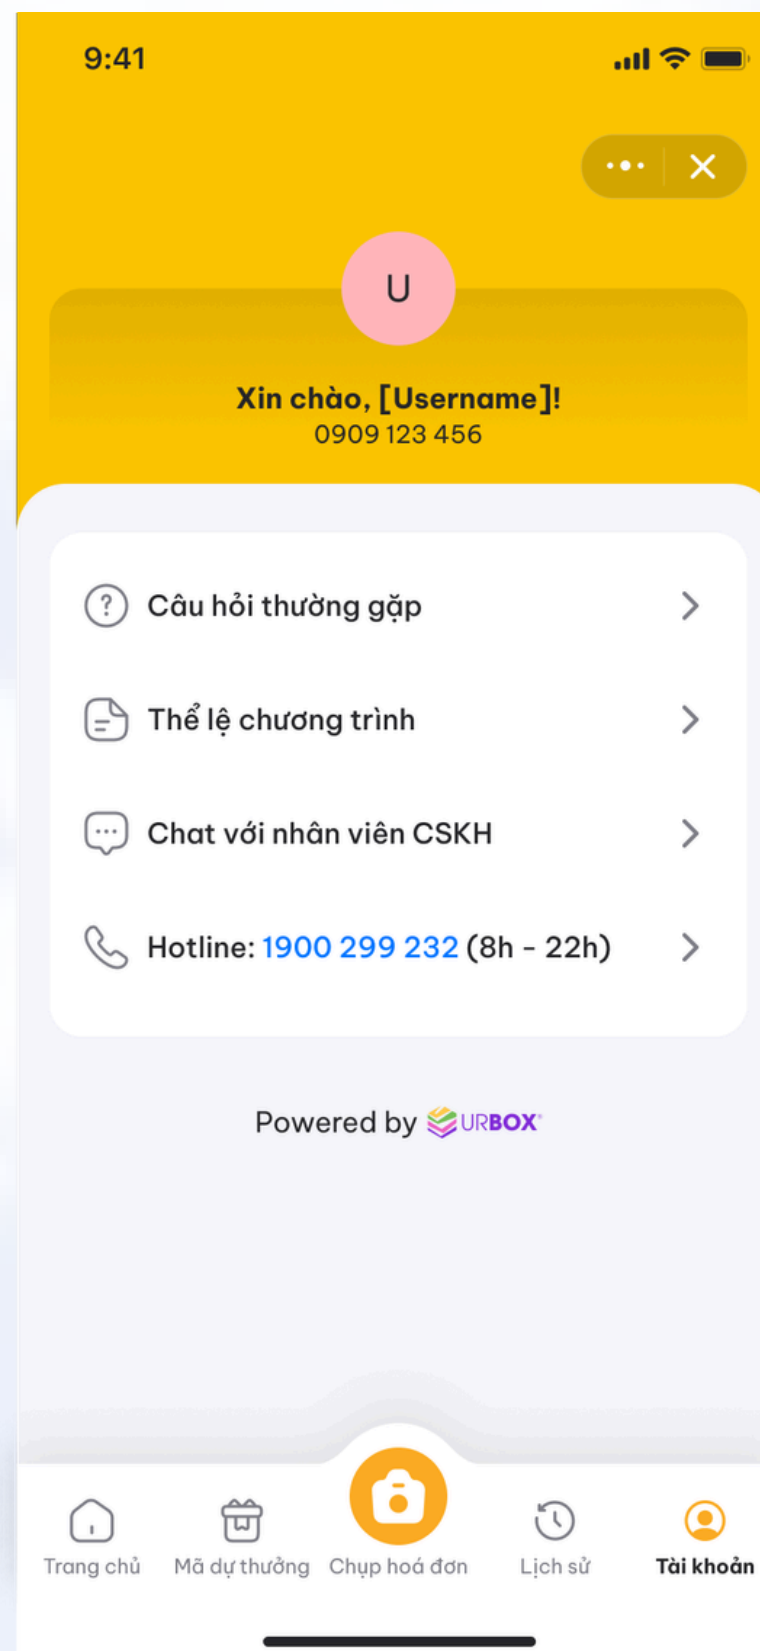 9:41
U
Xin chào, [Username]!
0909 123 456
Câu hỏi thường gặp
Thể lệ chương trình
Chat với nhân viên CSKH
Hotline: 1900 299 232 (8h - 22h)
Powered by URBOX
Trang chủ
Mã dự thưởng
Chụp hoá đơn
Lịch sử
Tài khoản